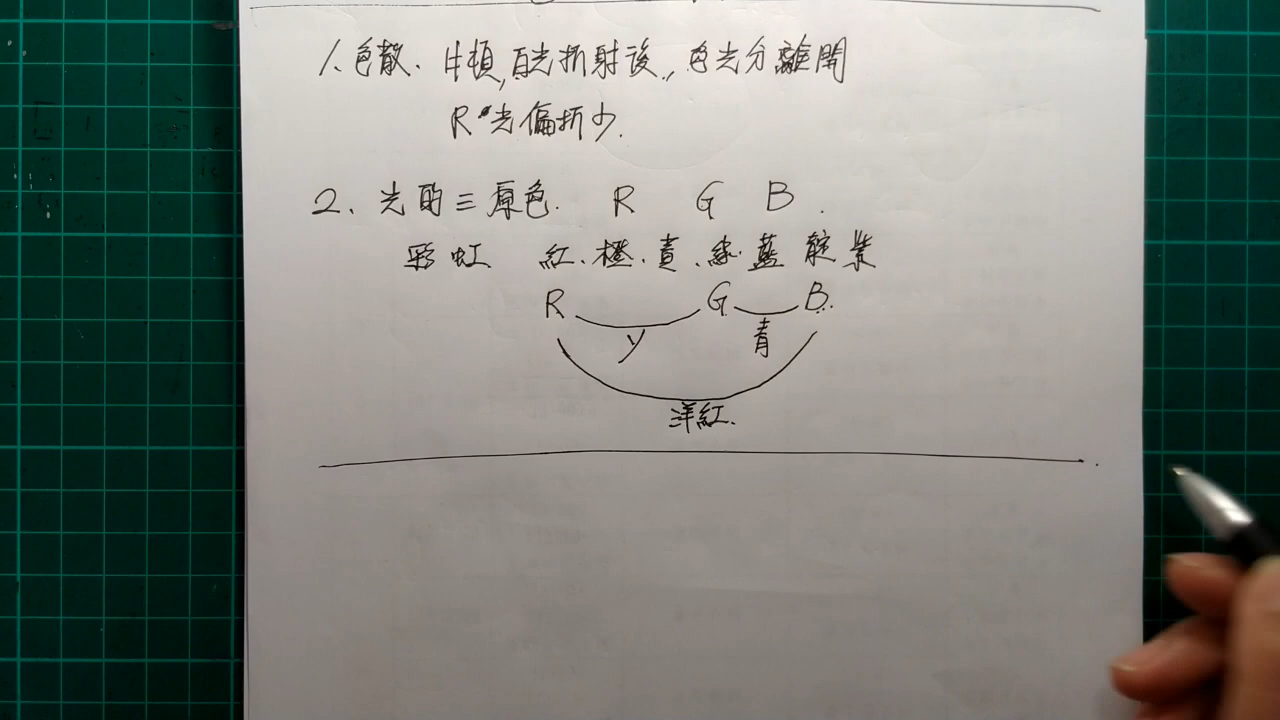 1、色散. 牛頓,白光折射後, 色光分離開
R光偏折少.
2、光的三原色. R G B.
彩虹 紅、橙、黃、綠、藍靛紫
R G B.
y 青
洋紅.